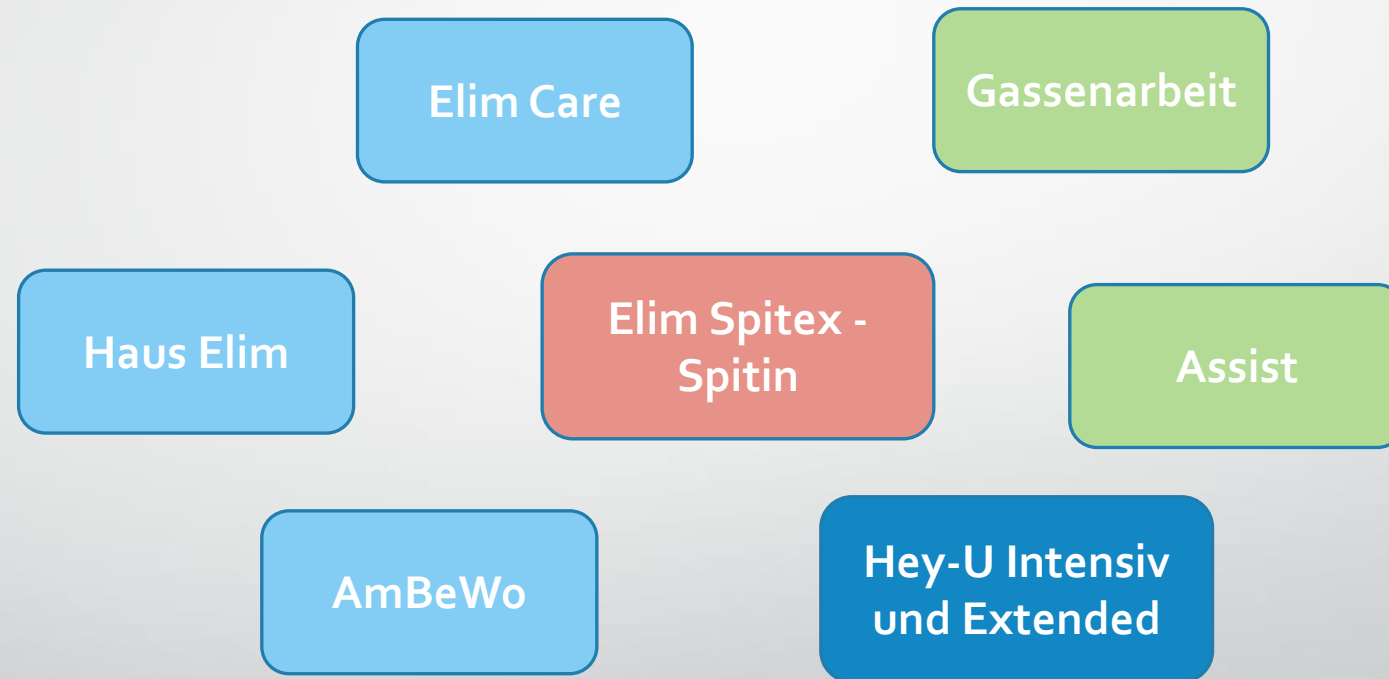 Elim Care
Gassenarbeit
Haus Elim
Elim Spitex -
Spitin
Assist
AmBeWo
Hey-U Intensiv
und Extended